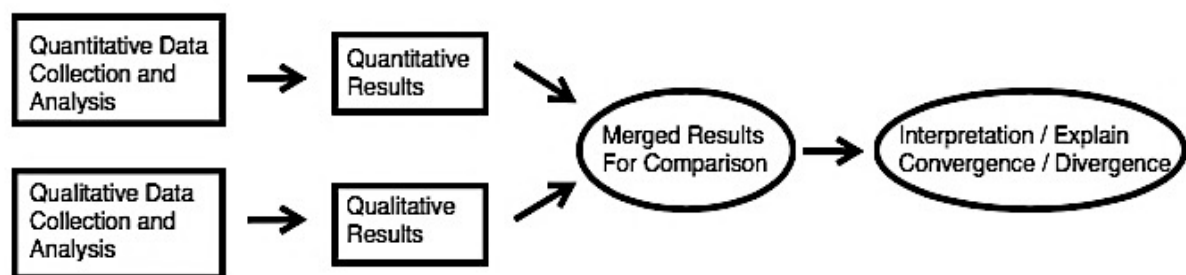 Quantitative Data
Collection and
Analysis
Quantitative
Results
Qualitative Data
Collection and
Analysis
Qualitative
Results
Merged Results
For Comparison
Interpretation / Explain
Convergence / Divergence